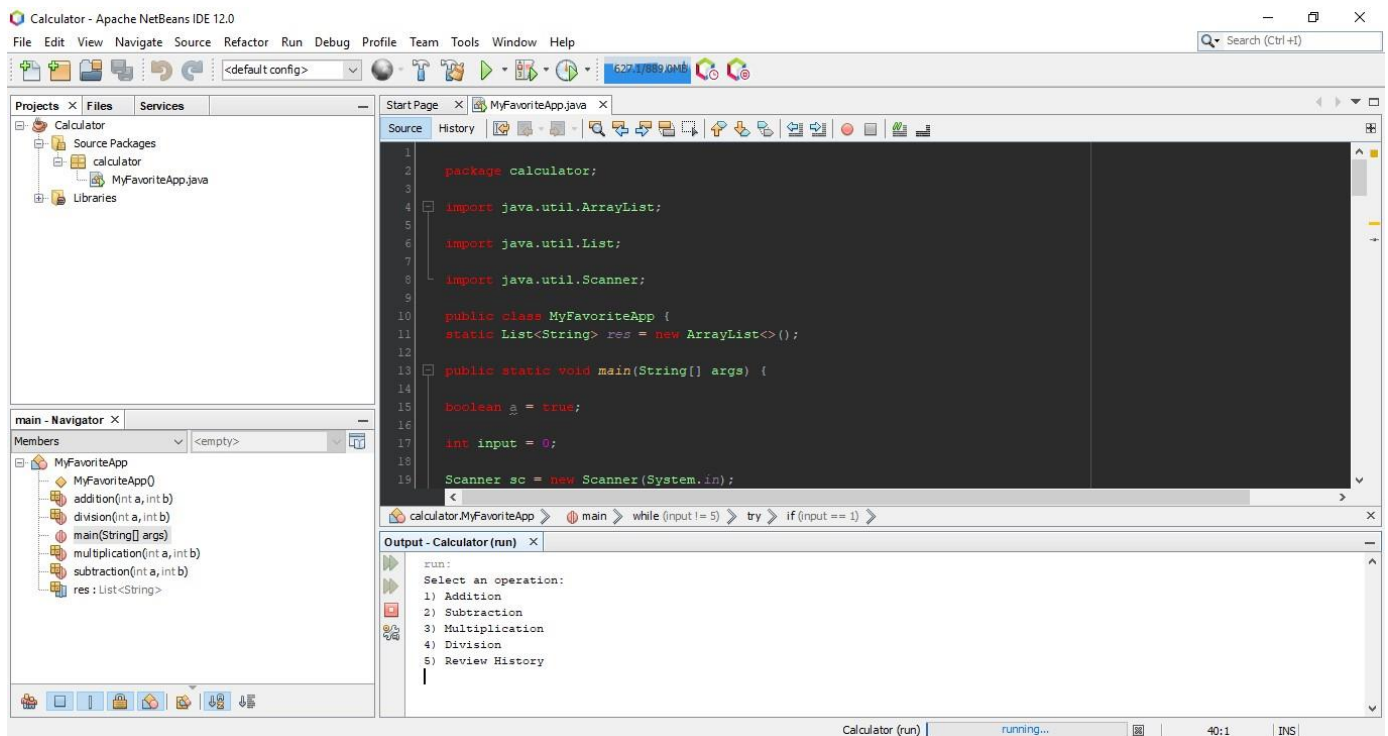 Calculator - Apache NetBeans IDE 12.0
File Edit View Navigate Source Refactor Run Debug Profile Team Tools Window Help
Search (Ctrl+I)
<default config>
627.1/889.0MB
Projects Files Services
Calculator
Source Packages
calculator
MyFavoriteApp.java
Libraries
main - Navigator
Members
<empty>
MyFavoriteApp
MyFavoriteApp()
addition(int a, int b)
division(int a, int b)
main(String[] args)
multiplication(int a, int b)
subtraction(int a, int b)
res : List<String>
Start Page MyFavoriteApp.java
Source History
1
2 package calculator;
3
4 import java.util.ArrayList;
5
6 import java.util.List;
7
8 import java.util.Scanner;
9
10 public class MyFavoriteApp {
11 static List<String> res = new ArrayList<>();
12
13 public static void main(String[] args) {
14
15 boolean a = true;
16
17 int input = 0;
18
19 Scanner sc = new Scanner(System.in);
calculator.MyFavoriteApp main while (input != 5) try if (input == 1)
Output - Calculator (run)
run:
Select an operation:
1) Addition
2) Subtraction
3) Multiplication
4) Division
5) Review History
Calculator (run) running... 40:1 INS